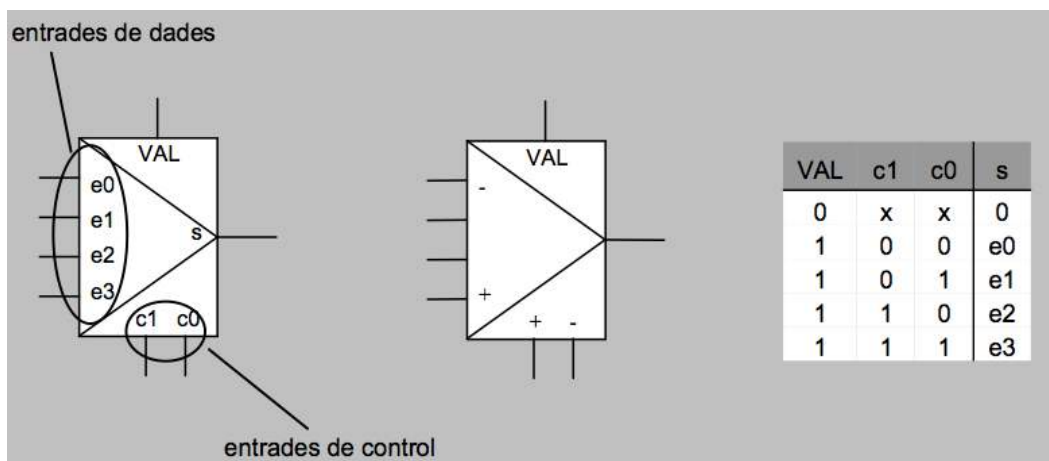 entrades de dades
VAL
e0
e1
e2
e3
s
c1 c0
entrades de control
VAL
-
+
+ -
VAL c1 c0 s
0 x x 0
1 0 0 e0
1 0 1 e1
1 1 0 e2
1 1 1 e3